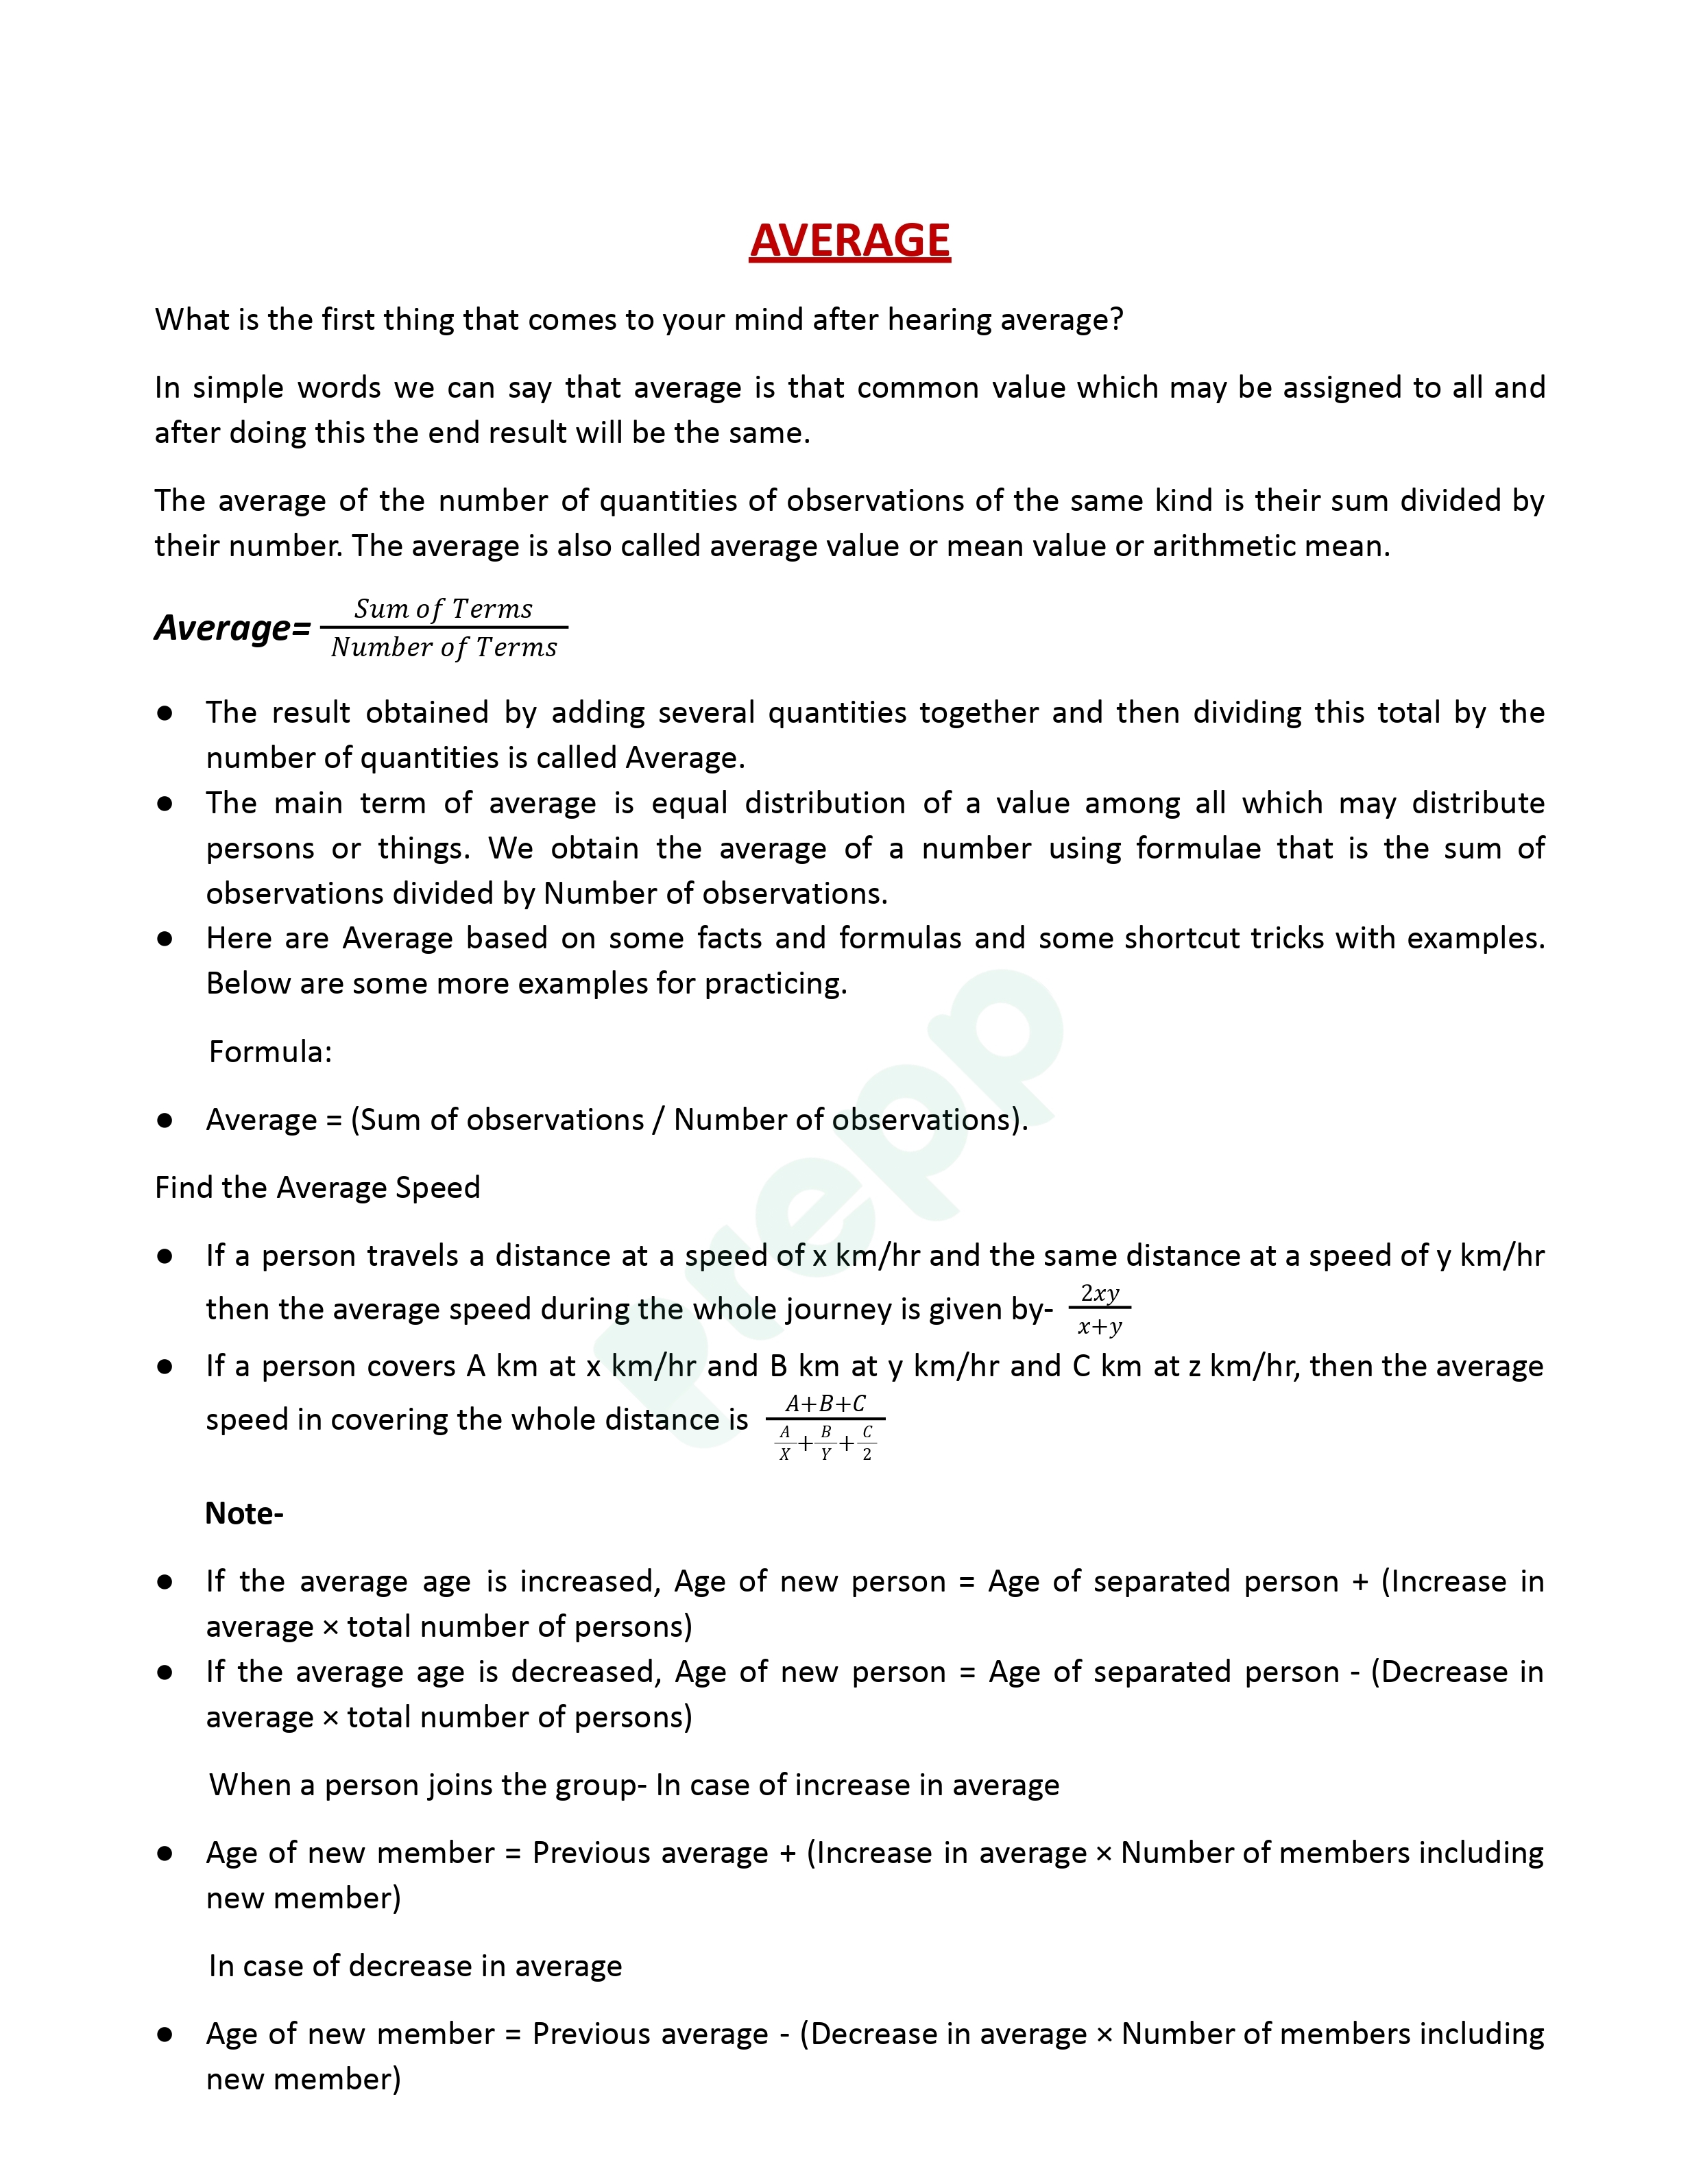 AVERAGE
What is the first thing that comes to your mind after hearing average?
In simple words we can say that average is that common value which may be assigned to all and
after doing this the end result will be the same.
The average of the number of quantities of observations of the same kind is their sum divided by
their number. The average is also called average value or mean value or arithmetic mean.
Average= Sum of Terms / Number of Terms
● The result obtained by adding several quantities together and then dividing this total by the
number of quantities is called Average.
● The main term of average is equal distribution of a value among all which may distribute
persons or things. We obtain the average of a number using formulae that is the sum of
observations divided by Number of observations.
● Here are Average based on some facts and formulas and some shortcut tricks with examples.
Below are some more examples for practicing.
Formula:
● Average = (Sum of observations / Number of observations).
Find the Average Speed
● If a person travels a distance at a speed of x km/hr and the same distance at a speed of y km/hr
then the average speed during the whole journey is given by- 2xy / x+y
● If a person covers A km at x km/hr and B km at y km/hr and C km at z km/hr, then the average
speed in covering the whole distance is A+B+C / A/X + B/Y + C/2
Note-
● If the average age is increased, Age of new person = Age of separated person + (Increase in
average × total number of persons)
● If the average age is decreased, Age of new person = Age of separated person - (Decrease in
average × total number of persons)
When a person joins the group- In case of increase in average
● Age of new member = Previous average + (Increase in average × Number of members including
new member)
In case of decrease in average
● Age of new member = Previous average - (Decrease in average × Number of members including
new member)
prepp